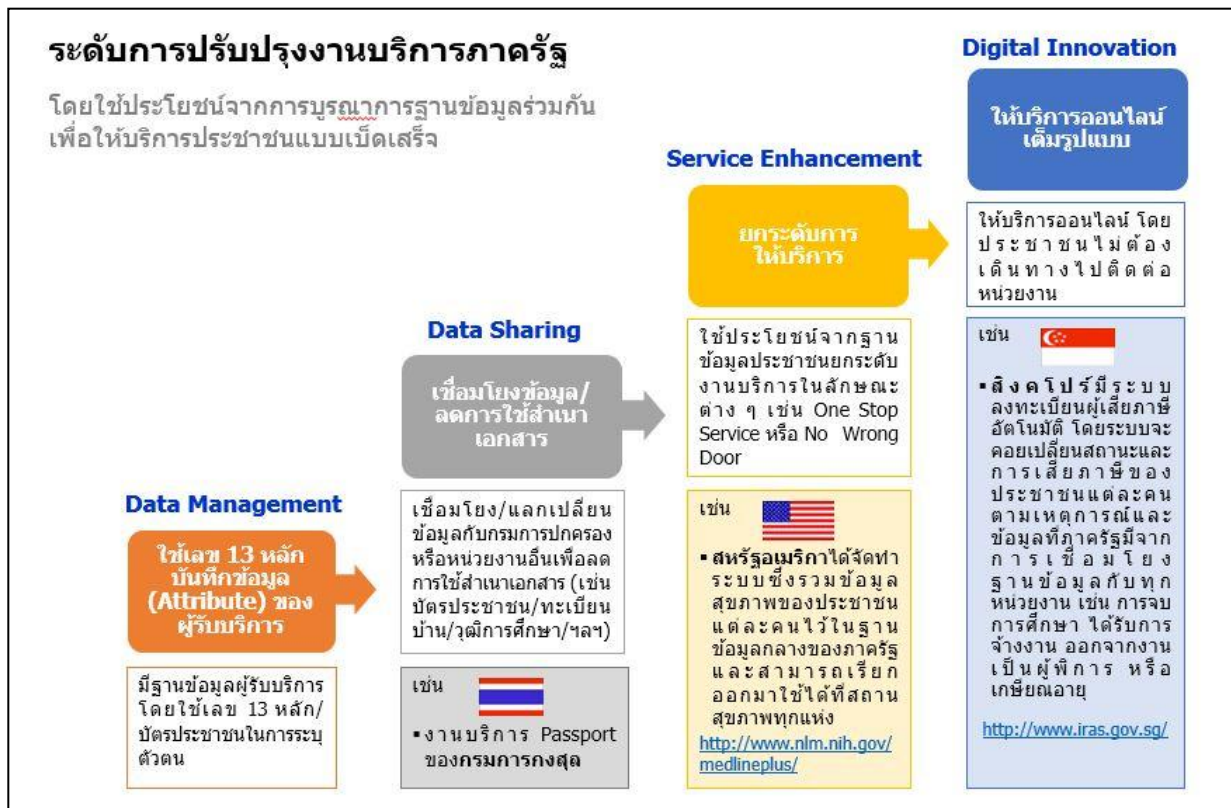 ระดับการปรับปรุงงานบริการภาครัฐ
โดยใช้ประโยชน์จากการบูรณาการฐานข้อมูลร่วมกัน
เพื่อให้บริการประชาชนแบบเบ็ดเสร็จ
Data Management
ใช้เลข 13 หลัก
บันทึกข้อมูล
(Attribute) ของ
ผู้รับบริการ
มีฐานข้อมูลผู้รับบริการ
โดยใช้เลข 13 หลัก/
บัตรประชาชนในการระบุ
ตัวตน
Data Sharing
เชื่อมโยงข้อมูล/
ลดการใช้สำเนา
เอกสาร
เชื่อมโยง/แลกเปลี่ยน
ข้อมูลกับกรมการปกครอง
หรือหน่วยงานอื่นเพื่อลด
การใช้สำเนาเอกสาร (เช่น
บัตรประชาชน/ทะเบียน
บ้าน/วุฒิการศึกษา/ฯลฯ)
เช่น
▪งานบริการ Passport
ของกรมการกงสุล
Service Enhancement
ยกระดับการ
ให้บริการ
ใช้ประโยชน์จากฐาน
ข้อมูลประชาชนยกระดับ
งานบริการในลักษณะ
ต่าง ๆ เช่น One Stop
Service หรือ No Wrong
Door
เช่น
▪สหรัฐอเมริกาได้จัดทำ
ระบบซึ่งรวมข้อมูล
สุขภาพของประชาชน
แต่ละคนไว้ในฐาน
ข้อมูลกลางของภาครัฐ
และสามารถเรียก
ออกมาใช้ได้ที่สถาน
สุขภาพทุกแห่ง
http://www.nlm.nih.gov/
medlineplus/
Digital Innovation
ให้บริการออนไลน์
เต็มรูปแบบ
ให้บริการออนไลน์ โดย
ประชาชนไม่ต้อง
เดินทางไปติดต่อ
หน่วยงาน
เช่น
▪สิงคโปร์มีระบบ
ลงทะเบียนผู้เสียภาษี
อัตโนมัติ โดยระบบจะ
คอยเปลี่ยนสถานะและ
การเสียภาษีของ
ประชาชนแต่ละคน
ตามเหตุการณ์และ
ข้อมูลที่ภาครัฐมีจาก
การเชื่อมโยง
ฐานข้อมูลกับทุก
หน่วยงาน เช่น การจบ
การศึกษา ได้รับการ
จ้างงาน ออกจากงาน
เป็นผู้พิการ หรือ
เกษียณอายุ
http://www.iras.gov.sg/